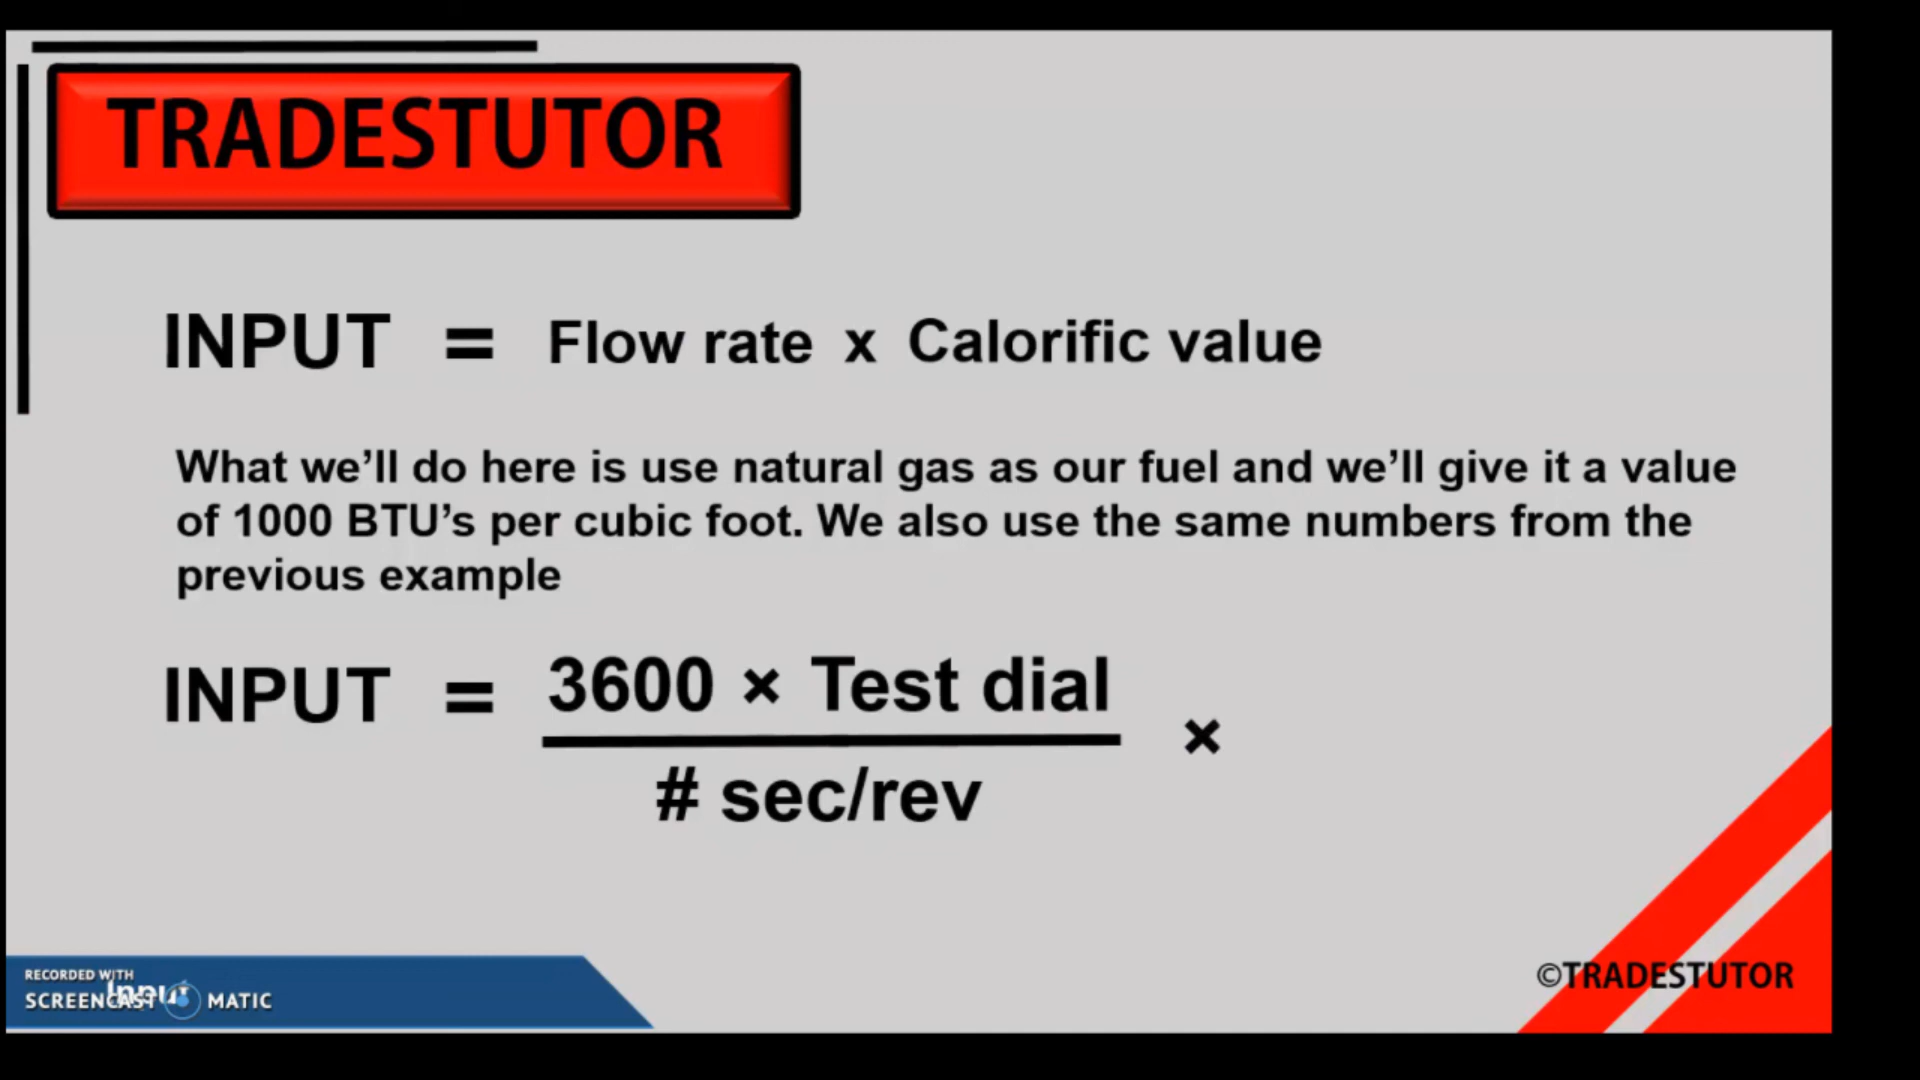 TRADESTUTOR
INPUT = Flow rate x Calorific value
What we'll do here is use natural gas as our fuel and we'll give it a value
of 1000 BTU's per cubic foot. We also use the same numbers from the
previous example
INPUT = 3600 × Test dial ×
# sec/rev
RECORDED WITH
SCREENCAST MATIC
Input
©TRADESTUTOR